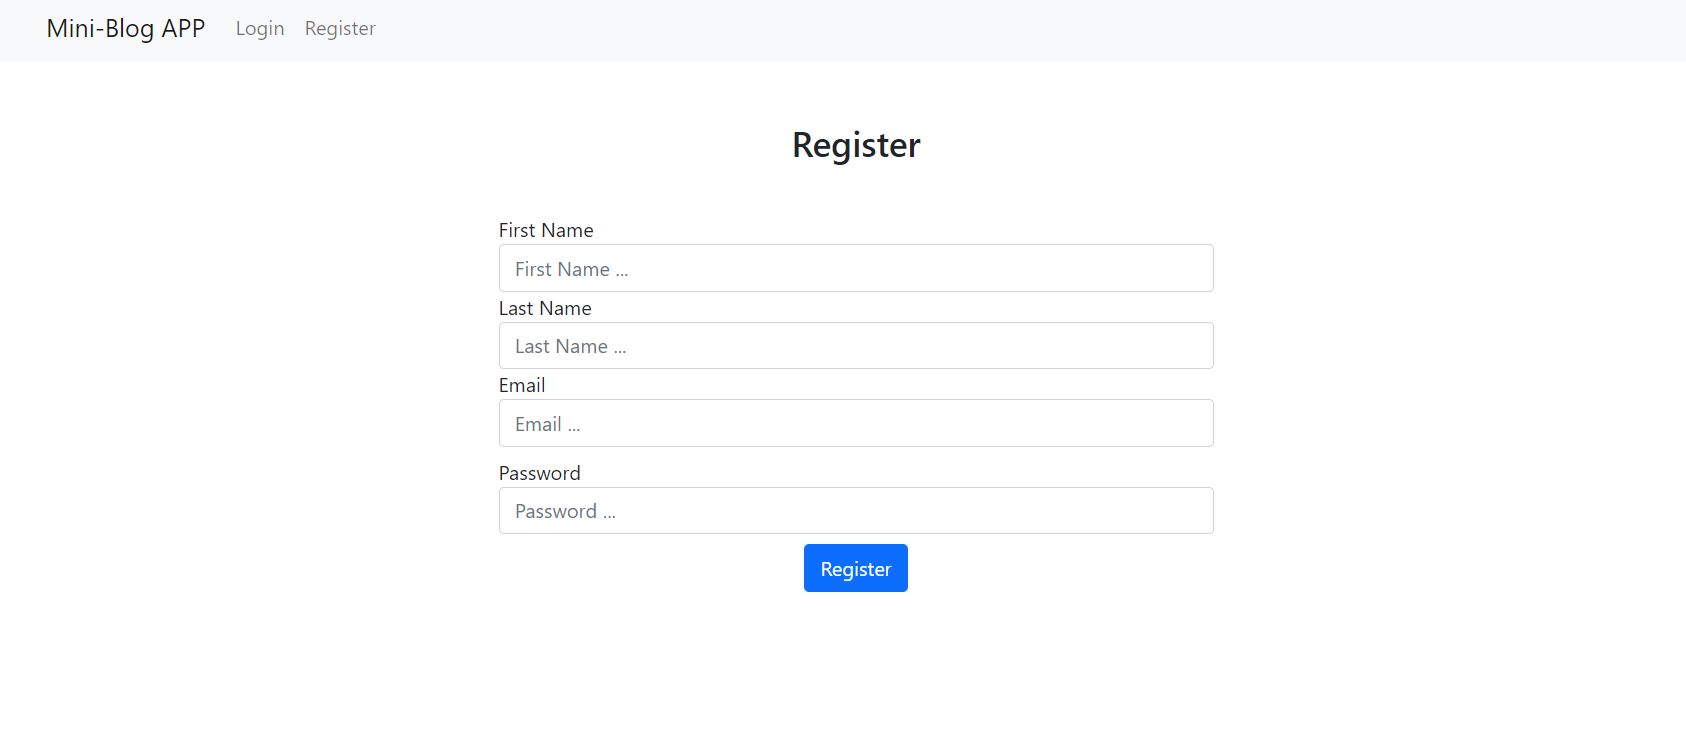 Mini-Blog APP Login Register
Register
First Name
First Name ...
Last Name
Last Name ...
Email
Email ...
Password
Password ...
Register